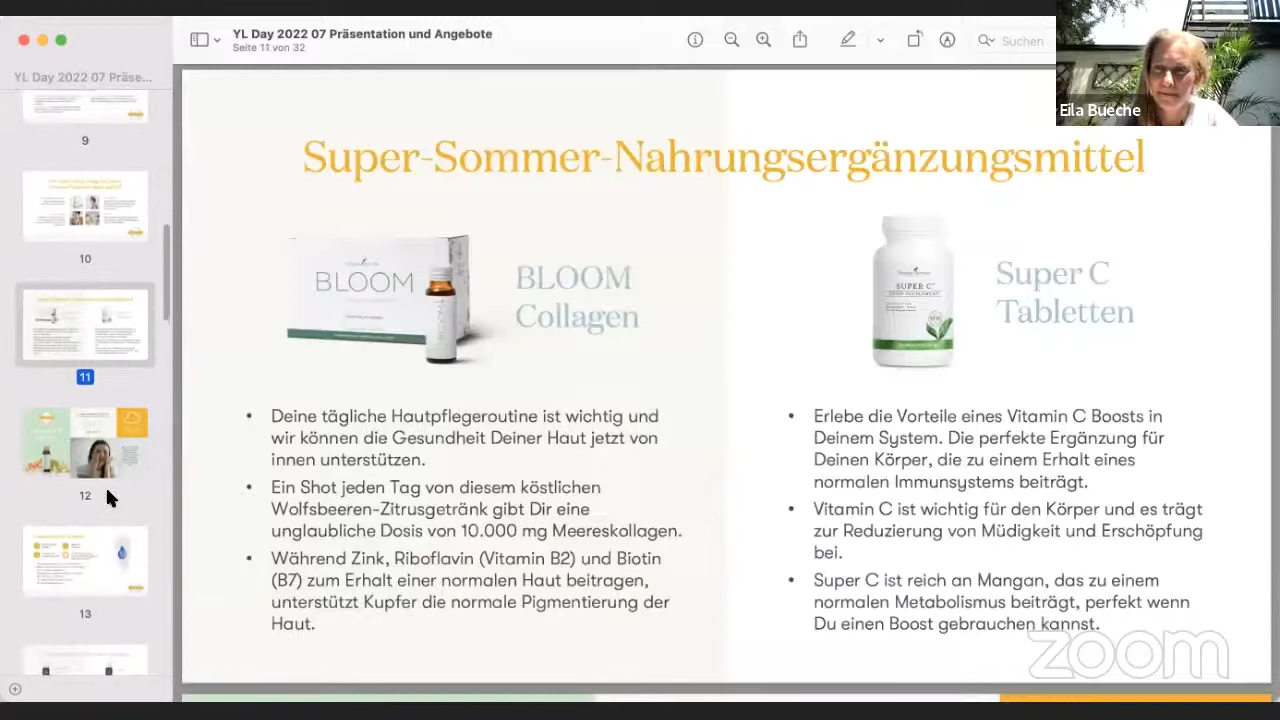 YL Day 2022 07 Präsentation und Angebote
Seite 11 von 32
Suchen
Eila Bueche
YL Day 2022 07 Präse...
9
10
11
12
13
Super-Sommer-Nahrungsergänzungsmittel
BLOOM
BLOOM
Collagen
• Deine tägliche Hautpflegeroutine ist wichtig und
wir können die Gesundheit Deiner Haut jetzt von
innen unterstützen.
• Ein Shot jeden Tag von diesem köstlichen
Wolfsbeeren-Zitrusgetränk gibt Dir eine
unglaubliche Dosis von 10.000 mg Meereskollagen.
• Während Zink, Riboflavin (Vitamin B2) und Biotin
(B7) zum Erhalt einer normalen Haut beitragen,
unterstützt Kupfer die normale Pigmentierung der
Haut.
SUPER C
Super C
Tabletten
• Erlebe die Vorteile eines Vitamin C Boosts in
Deinem System. Die perfekte Ergänzung für
Deinen Körper, die zu einem Erhalt eines
normalen Immunsystems beiträgt.
• Vitamin C ist wichtig für den Körper und es trägt
zur Reduzierung von Müdigkeit und Erschöpfung
bei.
• Super C ist reich an Mangan, das zu einem
normalen Metabolismus beiträgt, perfekt wenn
Du einen Boost gebrauchen kannst.
zoom